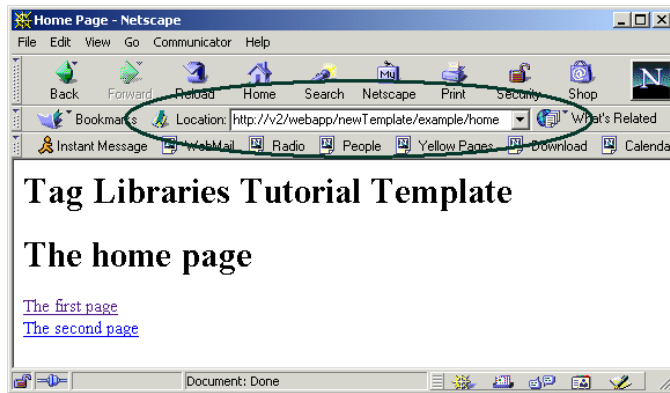 Home Page - Netscape
File Edit View Go Communicator Help
My
Back Forward Reload Home Search Netscape Print Security Shop
N
Bookmarks Location: http://v2/webapp/newTemplate/example/home What's Related
Instant Message WebMail Radio People Yellow Pages Download Calenda
Tag Libraries Tutorial Template
The home page
The first page
The second page
Document: Done